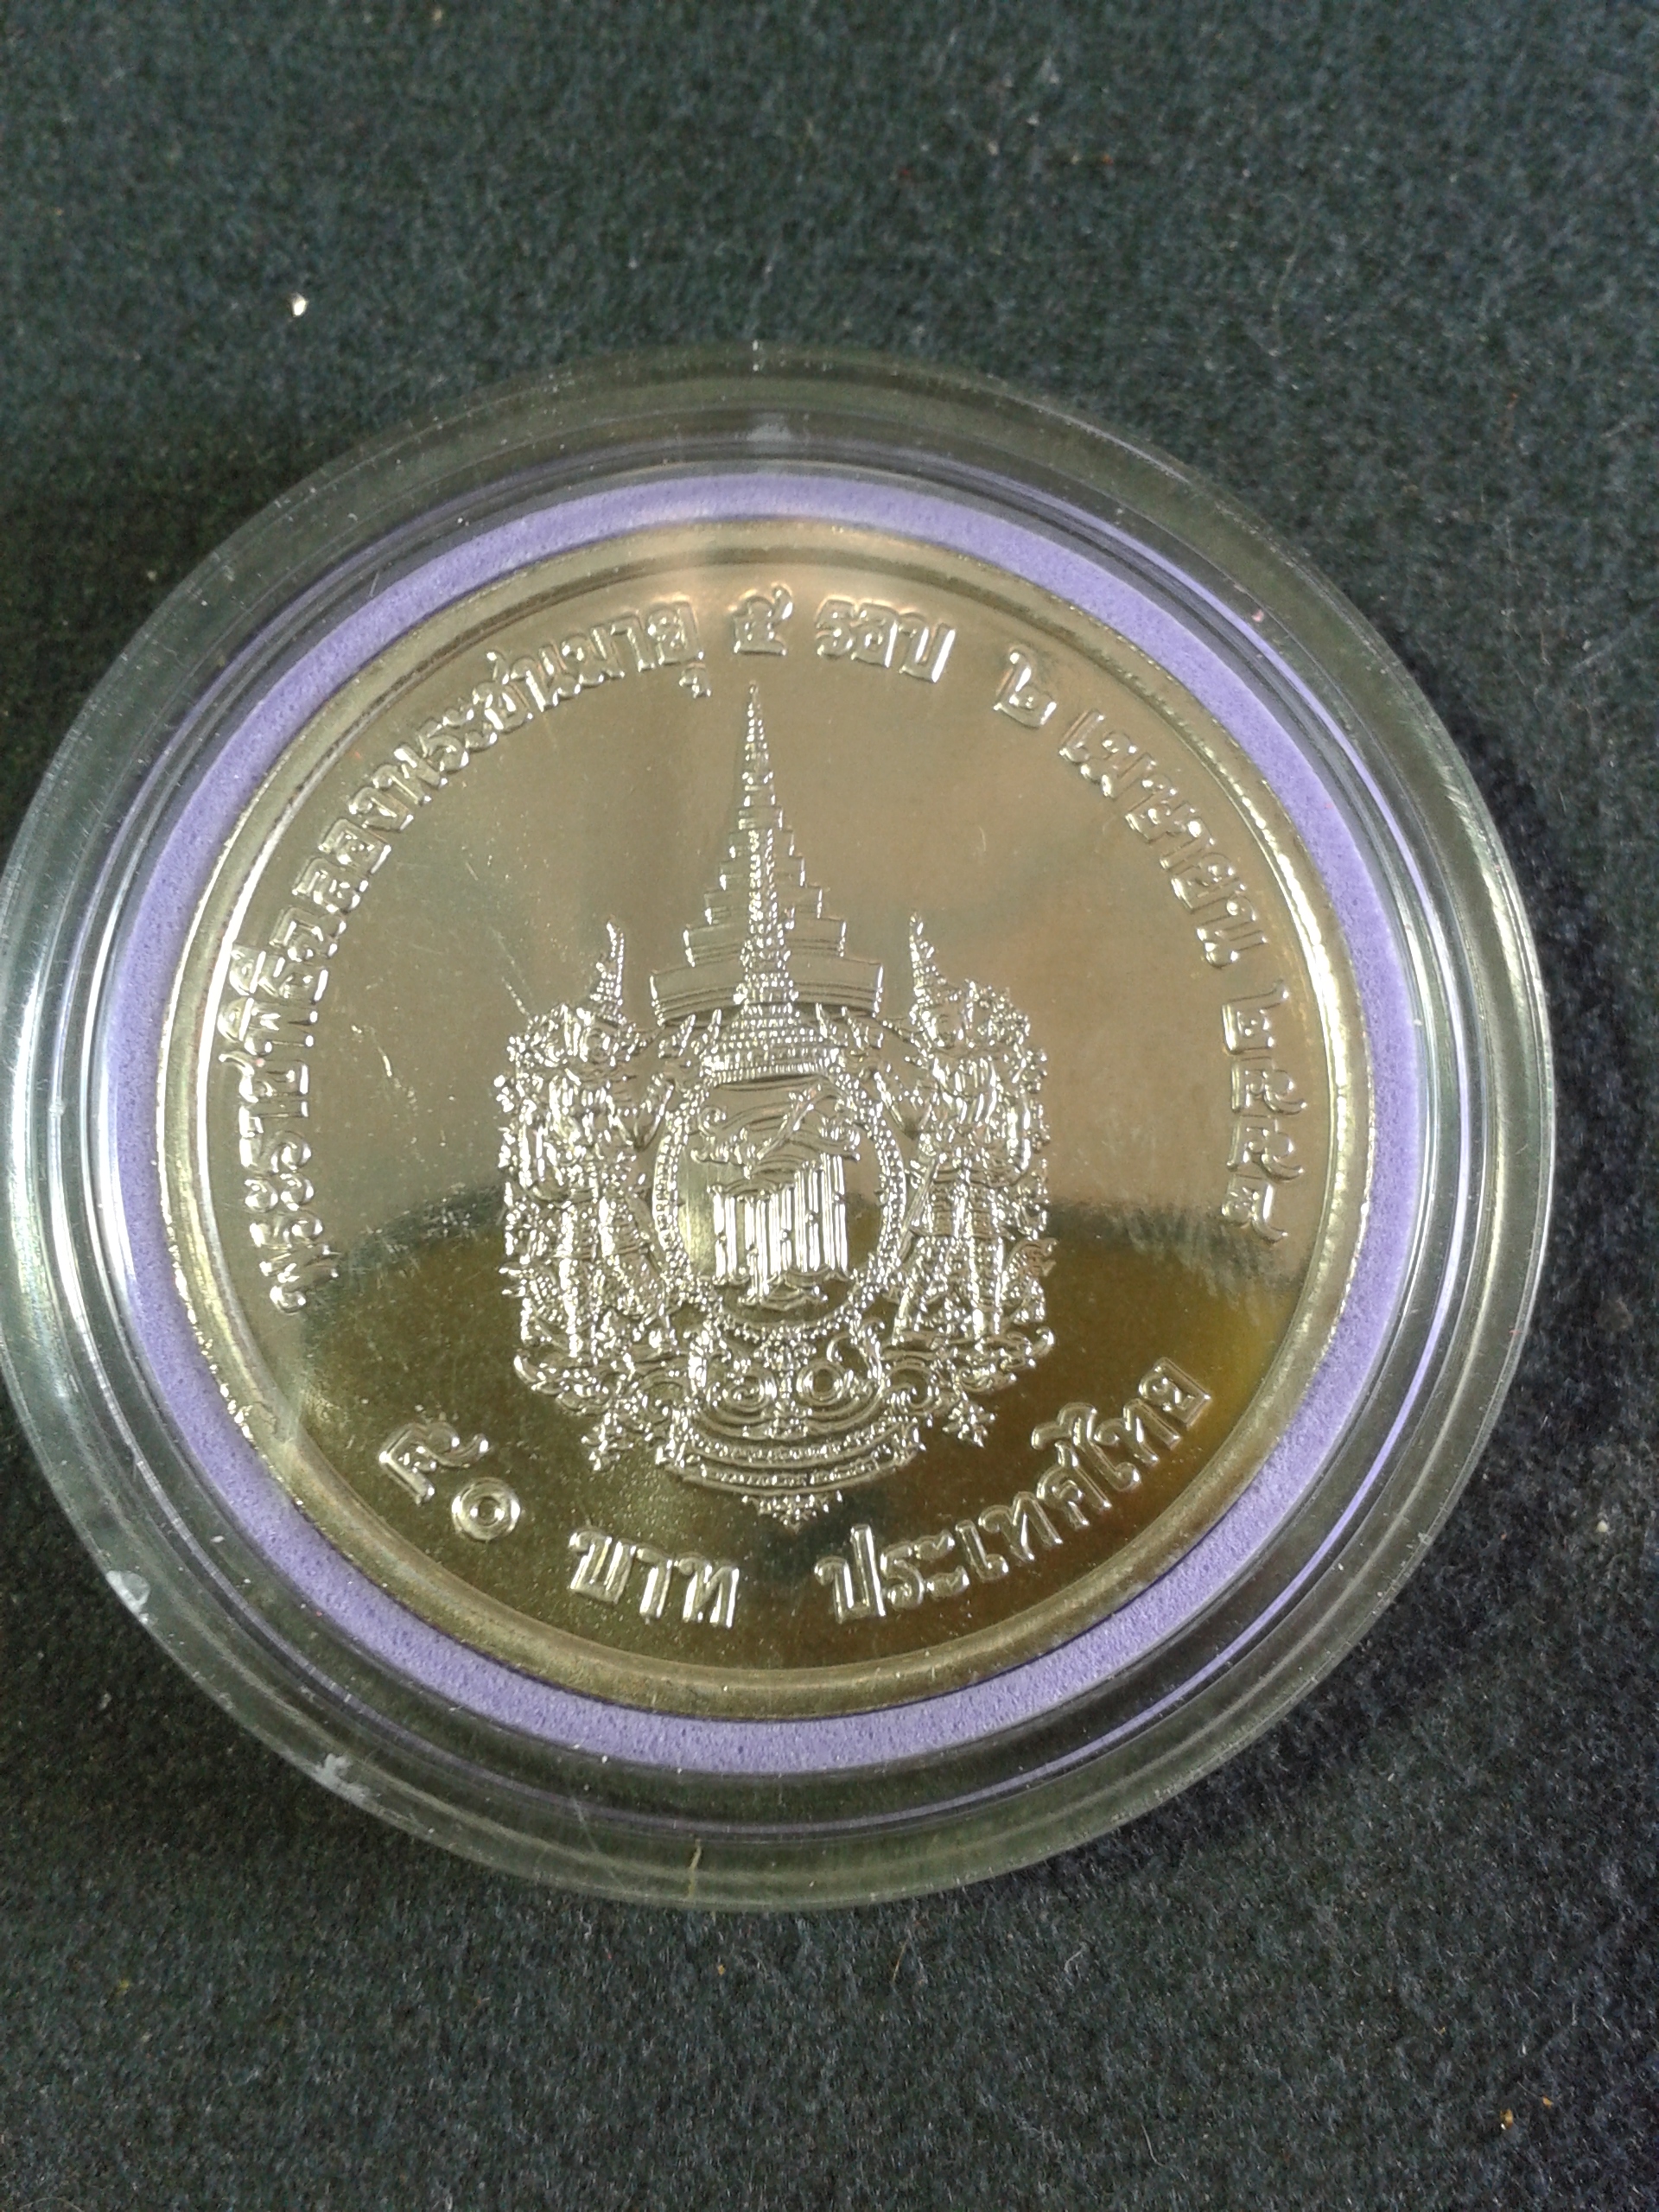 พระราชพิธีฉลองพระชนมายุ ๕ รอบ ๒ เมษายน ๒๕๕๘
๕๐ บาท ประเทศไทย